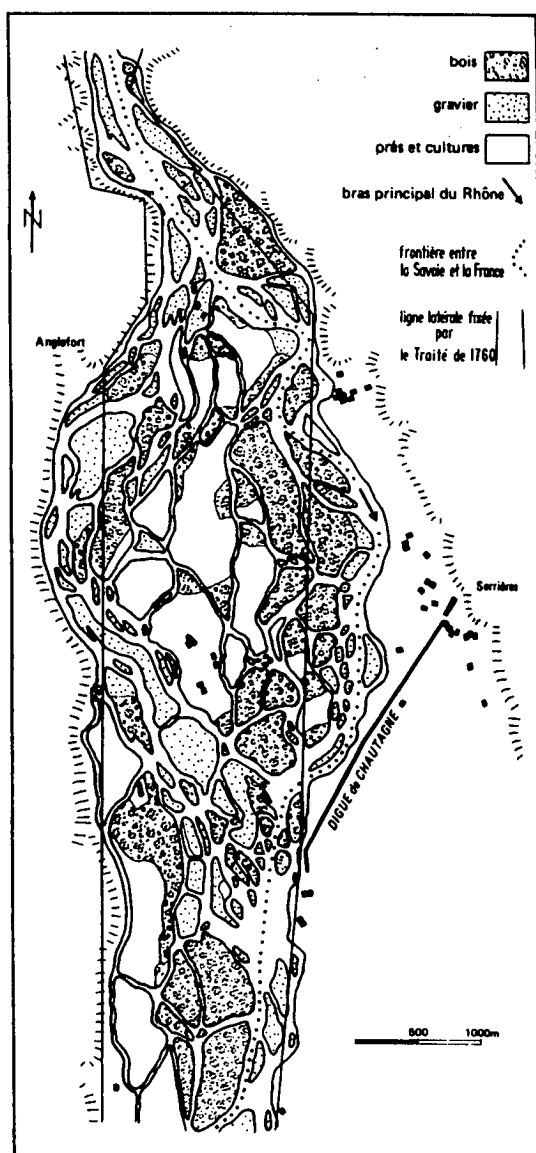 bois
gravier
prés et cultures
bras principal du Rhône
frontière entre
la Savoie et la France
ligne latérale fixée
par
le Traité de 1760
N
Anglefort
Serrières
DIGUE de CHAUTAGNE
500 1000m